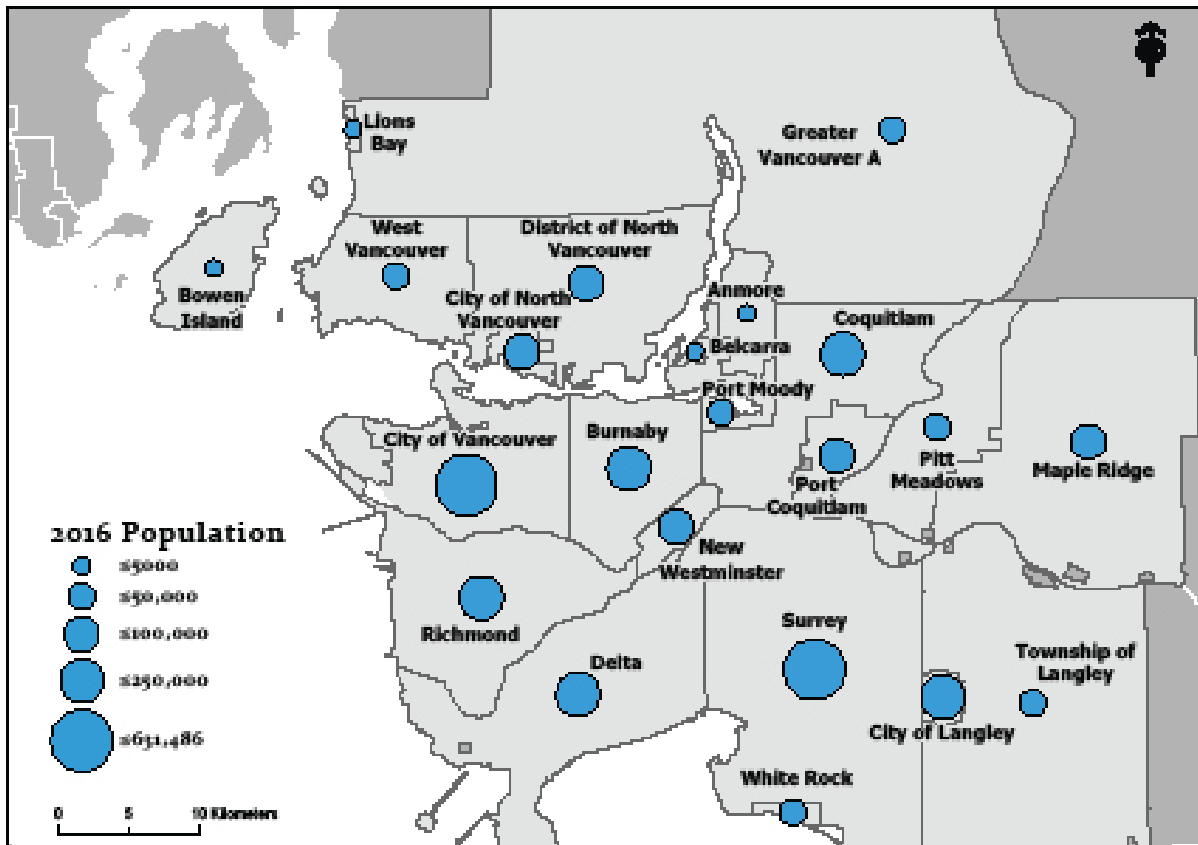 Lions
Bay
Greater
Vancouver A
West
Vancouver
District of North
Vancouver
Bowen
Island
City of North
Vancouver
Anmore
Coquitlam
Belcarra
Port Moody
City of Vancouver
Burnaby
Port
Coquitlam
Pitt
Meadows
Maple Ridge
New
Westminster
Richmond
Delta
Surrey
Township of
Langley
City of Langley
White Rock
2016 Population
≤5000
≤50,000
≤100,000
≤250,000
≤631,486
0 5 10 Kilometers